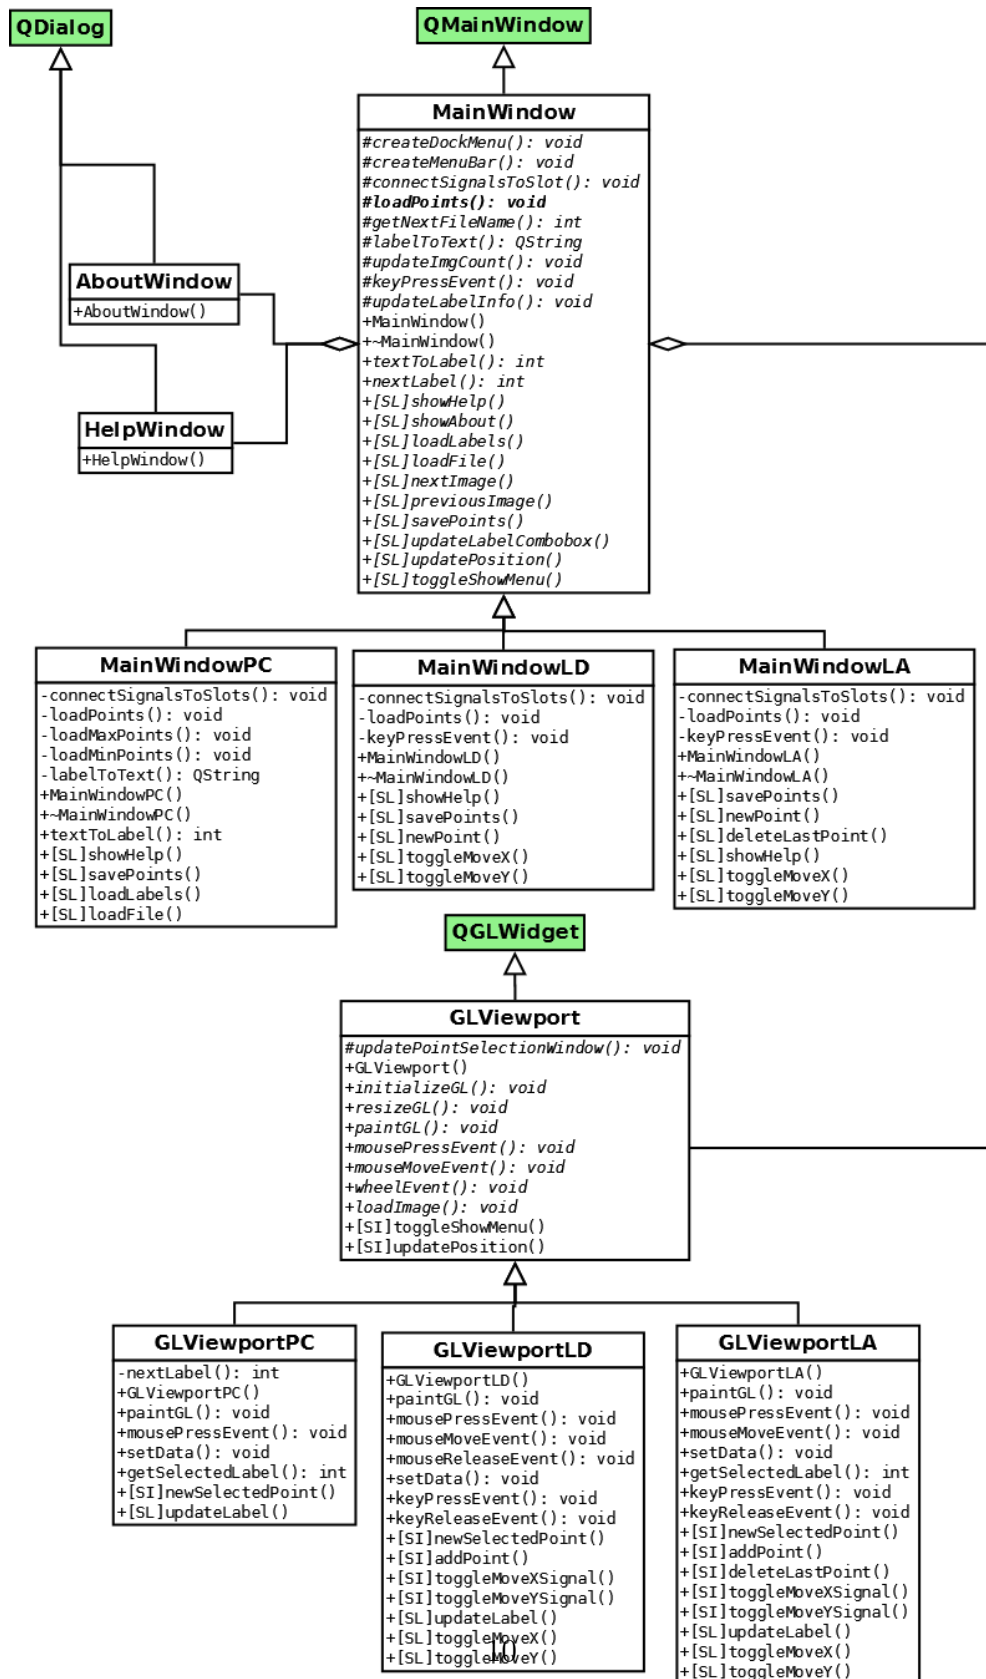 QDialog
QMainWindow
MainWindow
#createDockMenu(): void
#createMenuBar(): void
#connectSignalsToSlot(): void
#loadPoints(): void
#getNextFileName(): int
#labelToText(): QString
#updateImgCount(): void
#keyPressEvent(): void
#updateLabelInfo(): void
+MainWindow()
+~MainWindow()
+textToLabel(): int
+nextLabel(): int
+[SL]showHelp()
+[SL]showAbout()
+[SL]loadLabels()
+[SL]loadFile()
+[SL]nextImage()
+[SL]previousImage()
+[SL]savePoints()
+[SL]updateLabelCombobox()
+[SL]updatePosition()
+[SL]toggleShowMenu()
AboutWindow
+AboutWindow()
HelpWindow
+HelpWindow()
MainWindowPC
-connectSignalsToSlots(): void
-loadPoints(): void
-loadMaxPoints(): void
-loadMinPoints(): void
-labelToText(): QString
+MainWindowPC()
+~MainWindowPC()
+textToLabel(): int
+[SL]showHelp()
+[SL]savePoints()
+[SL]loadLabels()
+[SL]loadFile()
MainWindowLD
-connectSignalsToSlots(): void
-loadPoints(): void
-keyPressEvent(): void
+MainWindowLD()
+~MainWindowLD()
+[SL]showHelp()
+[SL]savePoints()
+[SL]newPoint()
+[SL]toggleMoveX()
+[SL]toggleMoveY()
MainWindowLA
-connectSignalsToSlots(): void
-loadPoints(): void
-keyPressEvent(): void
+MainWindowLA()
+~MainWindowLA()
+[SL]savePoints()
+[SL]newPoint()
+[SL]deleteLastPoint()
+[SL]showHelp()
+[SL]toggleMoveX()
+[SL]toggleMoveY()
QGLWidget
GLViewport
#updatePointSelectionWindow(): void
+GLViewport()
+initializeGL(): void
+resizeGL(): void
+paintGL(): void
+mousePressEvent(): void
+mouseMoveEvent(): void
+wheelEvent(): void
+loadImage(): void
+[SI]toggleShowMenu()
+[SI]updatePosition()
GLViewportPC
-nextLabel(): int
+GLViewportPC()
+paintGL(): void
+mousePressEvent(): void
+setData(): void
+getSelectedLabel(): int
+[SI]newSelectedPoint()
+[SL]updateLabel()
GLViewportLD
+GLViewportLD()
+paintGL(): void
+mousePressEvent(): void
+mouseMoveEvent(): void
+mouseReleaseEvent(): void
+setData(): void
+keyPressEvent(): void
+keyReleaseEvent(): void
+[SI]newSelectedPoint()
+[SI]addPoint()
+[SI]toggleMoveXSignal()
+[SI]toggleMoveYSignal()
+[SL]updateLabel()
+[SL]toggleMoveX()
+[SL]toggleMoveY()
GLViewportLA
+GLViewportLA()
+paintGL(): void
+mousePressEvent(): void
+mouseMoveEvent(): void
+setData(): void
+getSelectedLabel(): int
+keyPressEvent(): void
+keyReleaseEvent(): void
+[SI]newSelectedPoint()
+[SI]addPoint()
+[SI]deleteLastPoint()
+[SI]toggleMoveXSignal()
+[SI]toggleMoveYSignal()
+[SL]updateLabel()
+[SL]toggleMoveX()
+[SL]toggleMoveY()
10